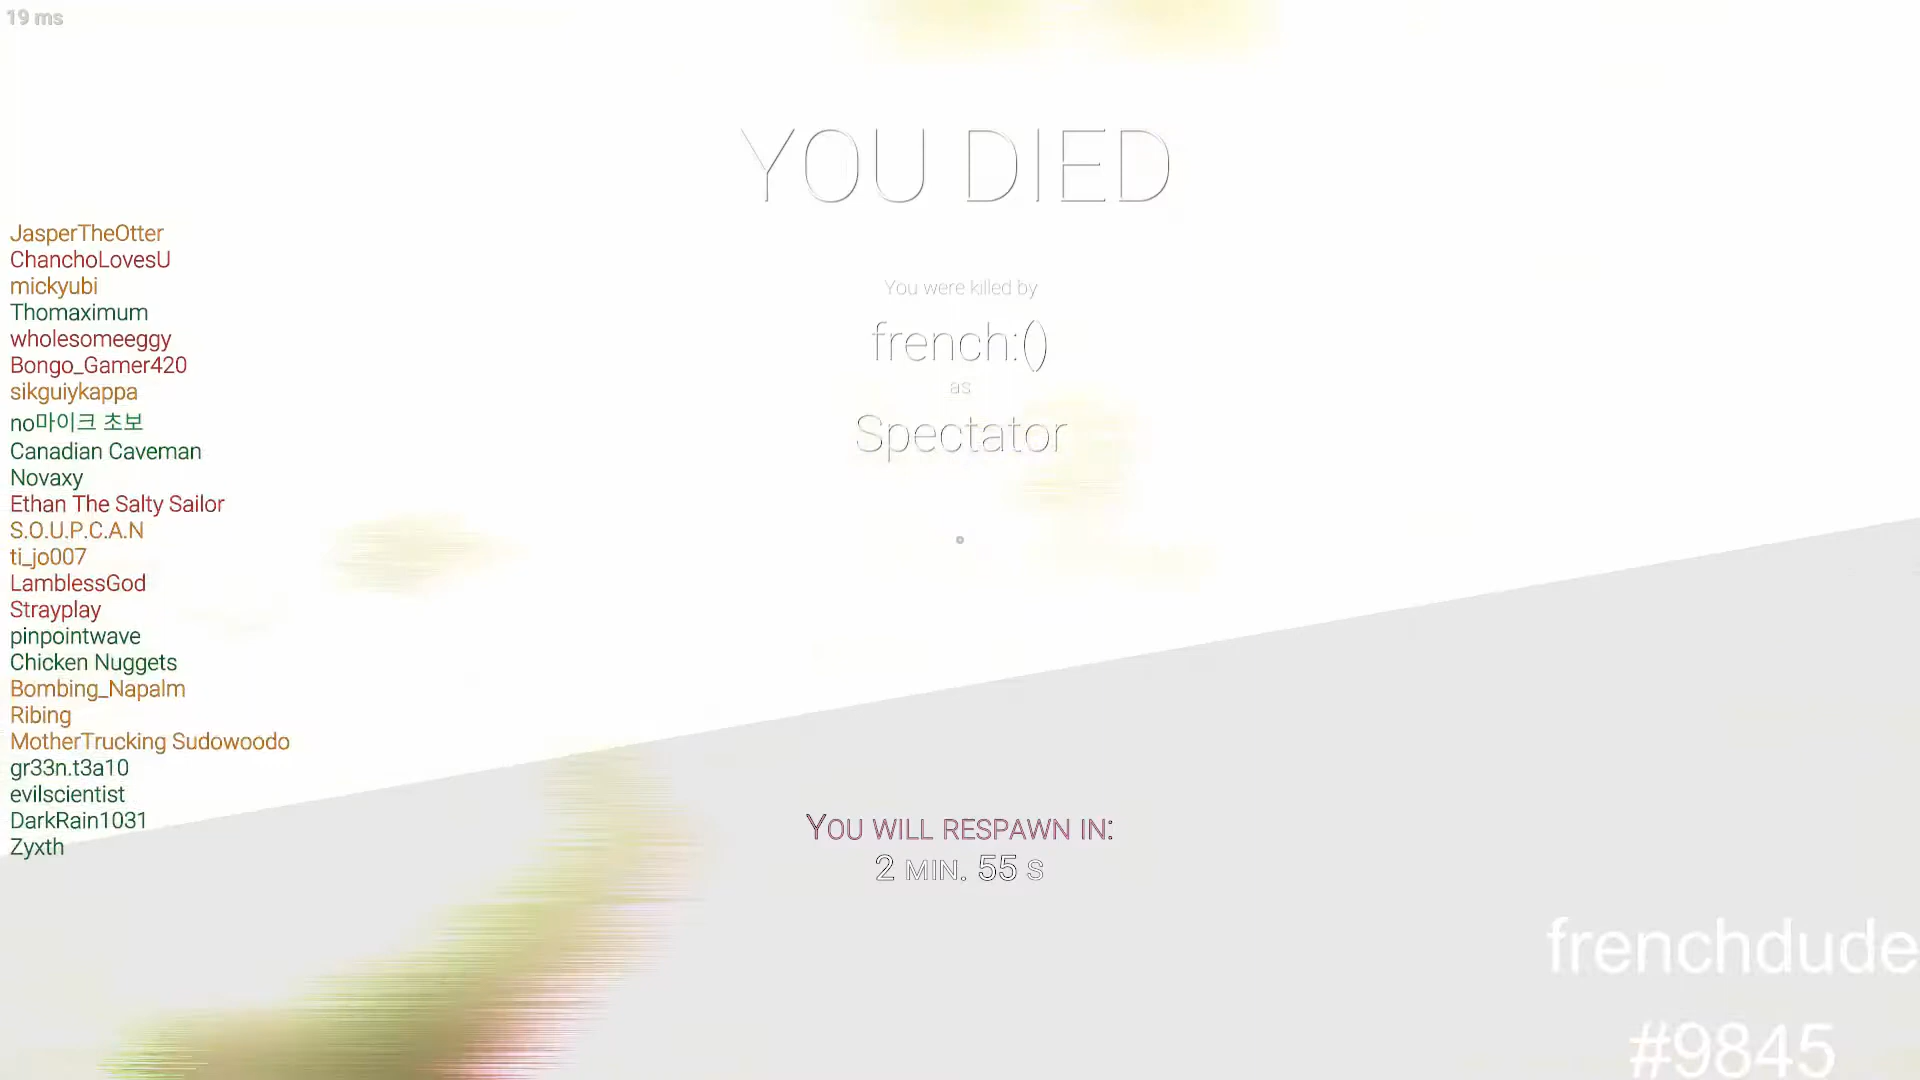 19 ms
YOU DIED
You were killed by
french:()
as
Spectator
JasperTheOtter
ChanchoLovesU
mickyubi
Thomaximum
wholesomeeggy
Bongo_Gamer420
sikguiykappa
no마이크 초보
Canadian Caveman
Novaxy
Ethan The Salty Sailor
S.O.U.P.C.A.N
ti_jo007
LamblessGod
Strayplay
pinpointwave
Chicken Nuggets
Bombing_Napalm
Ribing
MotherTrucking Sudowoodo
gr33n.t3a10
evilscientist
DarkRain1031
Zyxth
YOU WILL RESPAWN IN:
2 MIN. 55 S
frenchdude
#9845